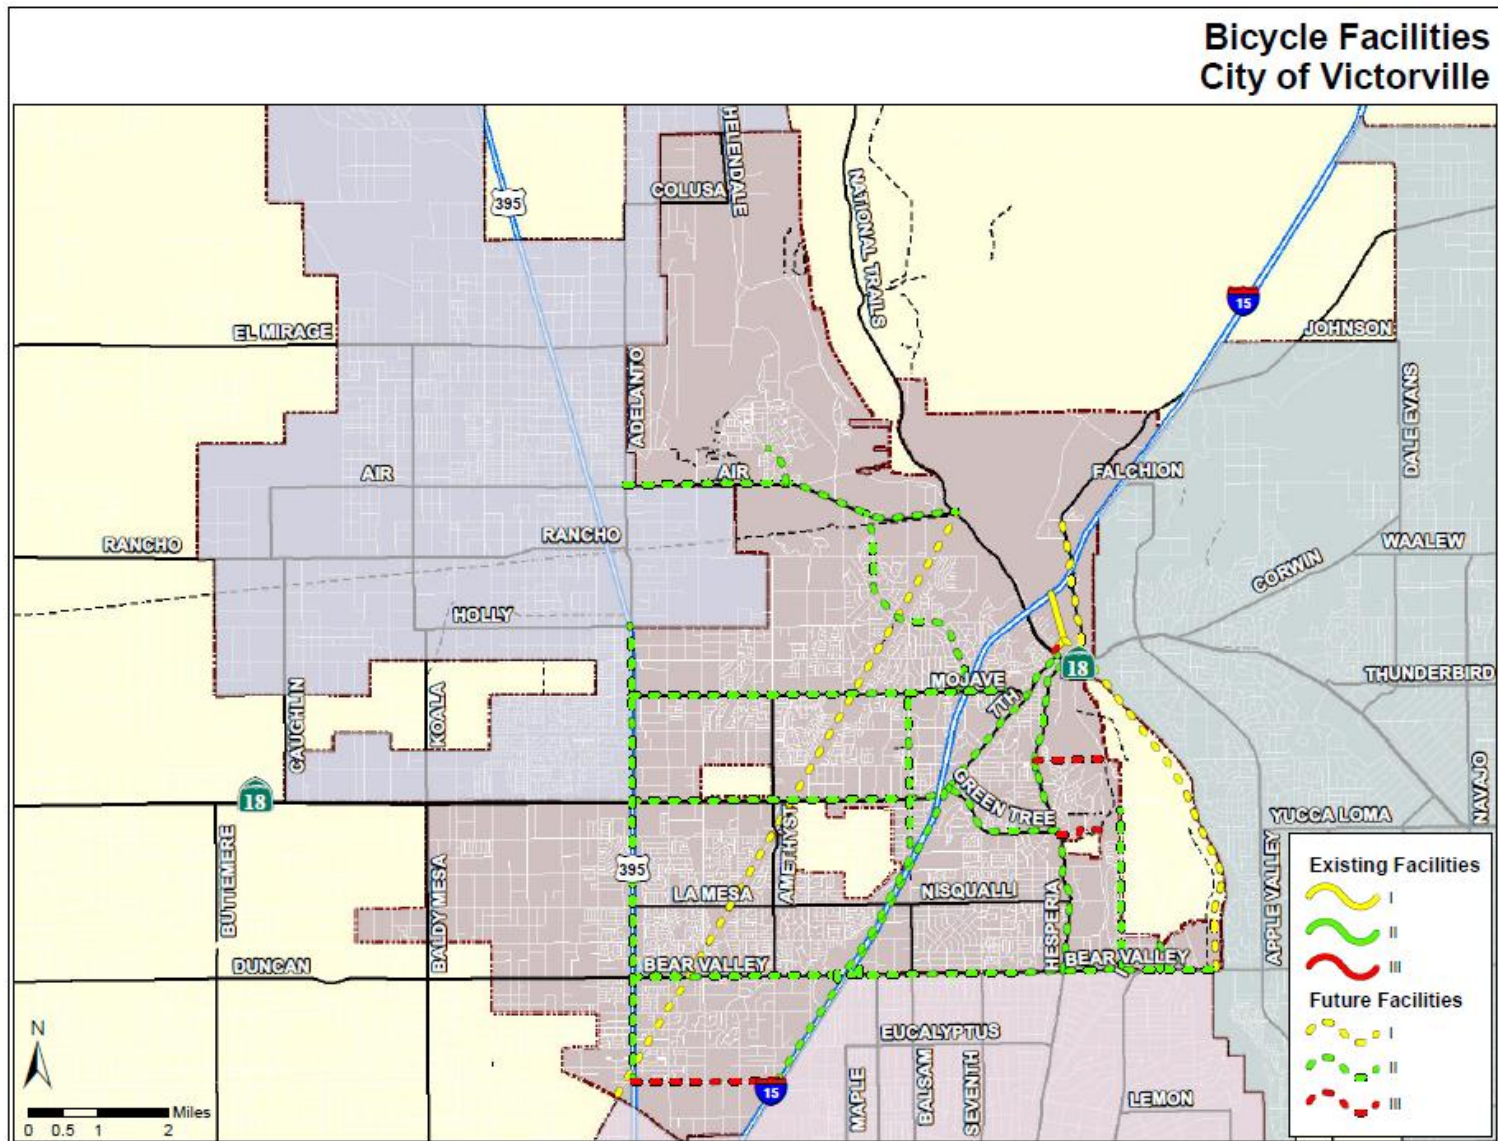 Bicycle Facilities
City of Victorville
HELENDALE
COLUSA
395
NATIONAL TRAILS
15
EL MIRAGE
JOHNSON
ADELANTO
DALE EVANS
AIR
AIR
FALCHION
RANCHO
RANCHO
WAALEW
CORWIN
HOLLY
18
MOJAVE
THUNDERBIRD
CAUGHLIN
KOALA
7TH
NAVAJO
18
GREEN TREE
YUCCA LOMA
BUTTEMERE
BALDY MESA
395
AMETHYST
LA MESA
NISQUALLI
HESPERIA
APPLE VALLEY
DUNCAN
BEAR VALLEY
BEAR VALLEY
EUCALYPTUS
MAPLE
BALSAM
SEVENTH
LEMON
15
Existing Facilities
I
II
III
Future Facilities
I
II
III
N
Miles
0 0.5 1 2